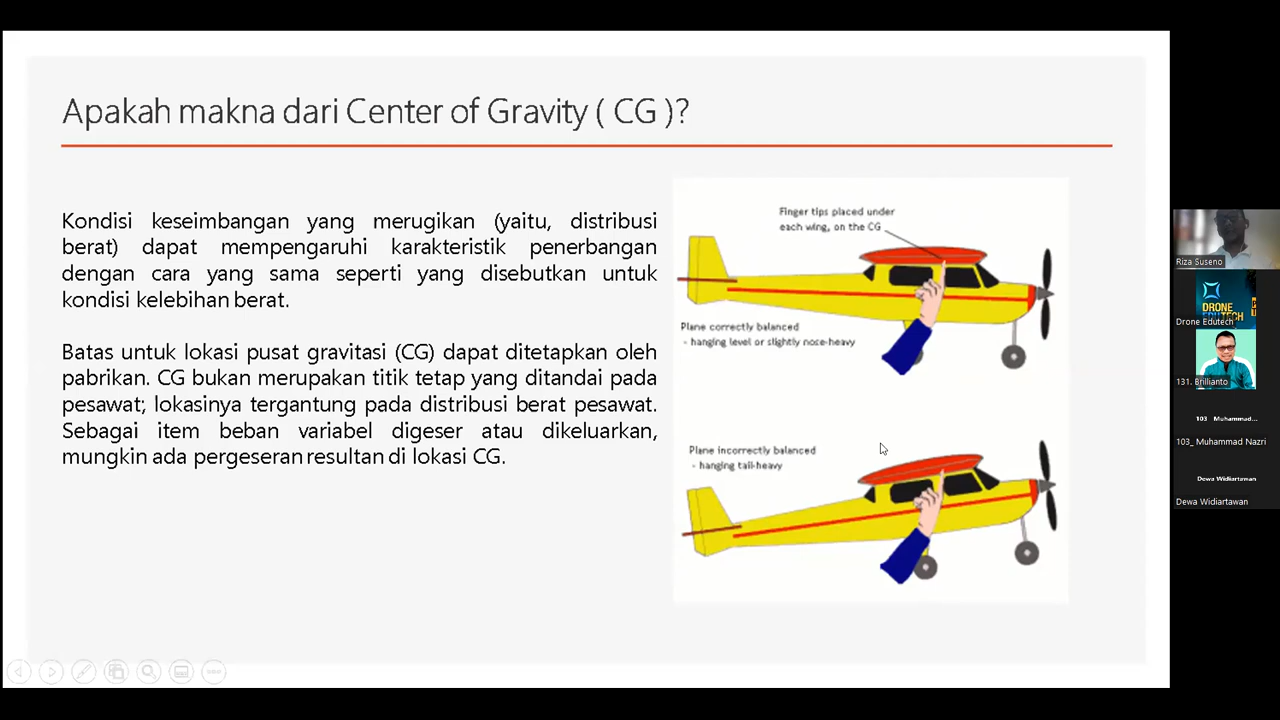 Apakah makna dari Center of Gravity ( CG )?
Kondisi keseimbangan yang merugikan (yaitu, distribusi
berat) dapat mempengaruhi karakteristik penerbangan
dengan cara yang sama seperti yang disebutkan untuk
kondisi kelebihan berat.
Batas untuk lokasi pusat gravitasi (CG) dapat ditetapkan oleh
pabrikan. CG bukan merupakan titik tetap yang ditandai pada
pesawat; lokasinya tergantung pada distribusi berat pesawat.
Sebagai item beban variabel digeser atau dikeluarkan,
mungkin ada pergeseran resultan di lokasi CG.
Finger tips placed under
each wing, on the CG
Plane correctly balanced
- hanging level or slightly nose-heavy
Plane incorrectly balanced
- hanging tail-heavy
Riza Suseno
DRONE
EDUTECH
Drone Edutech
131. Brillianto
103 Muhammad...
103_ Muhammad Nazri
Dewa Widiartawan
Dewa Widiartawan